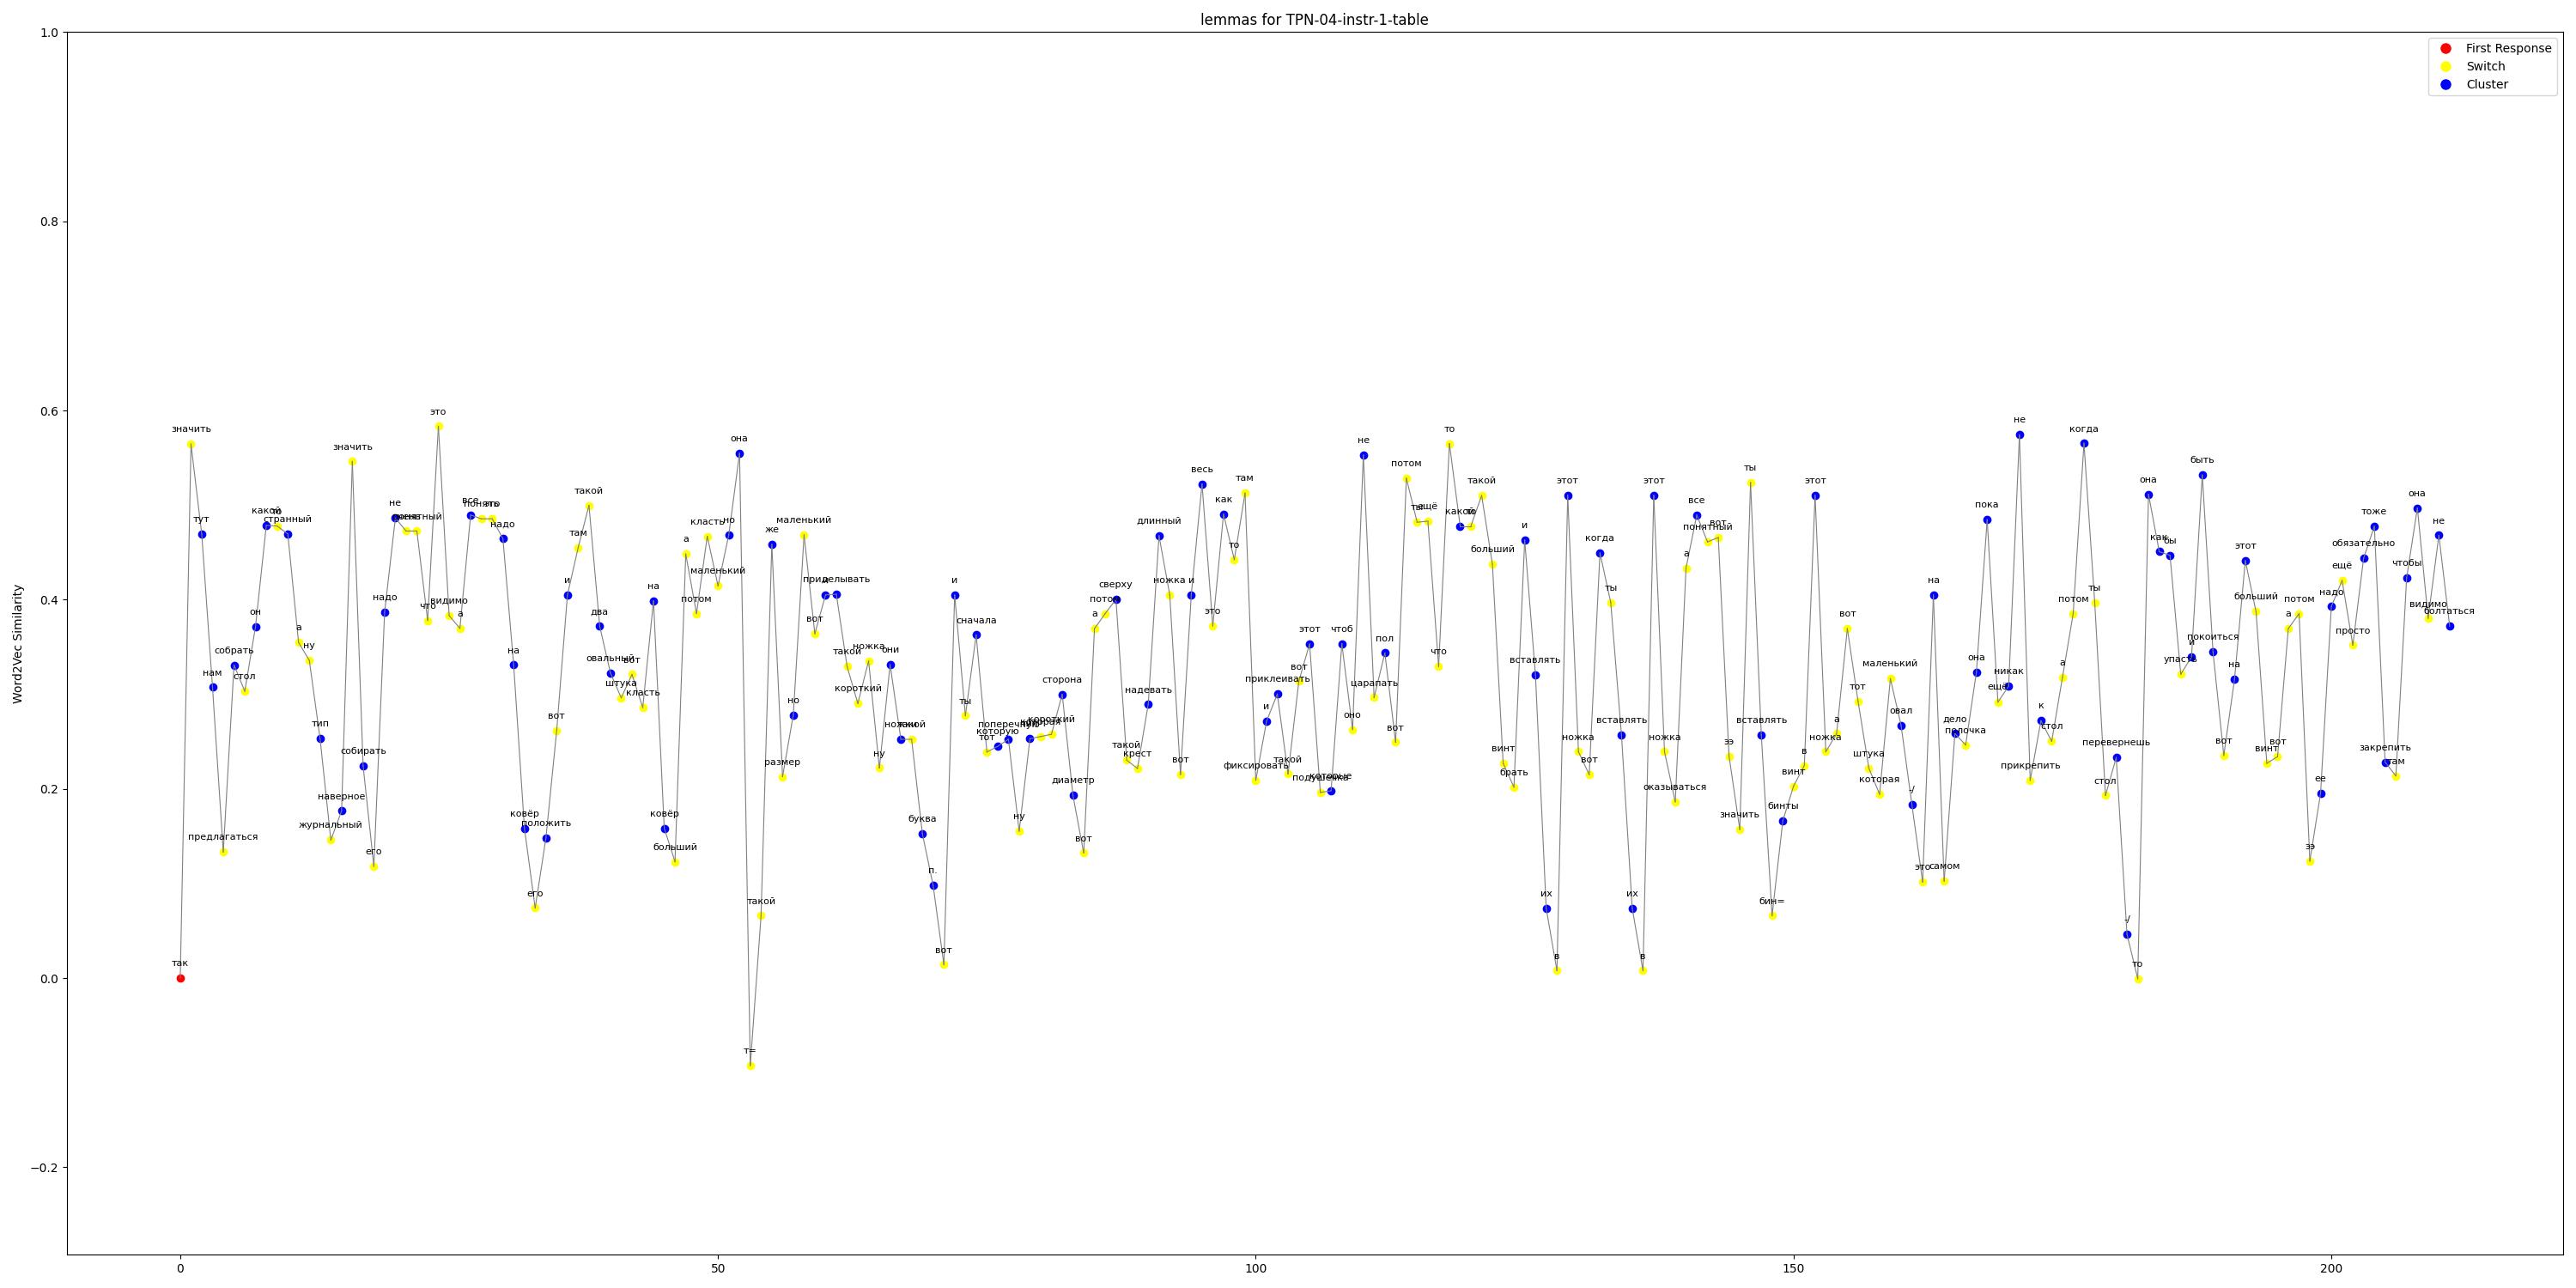 lemmas for TPN-04-instr-1-table
Word2Vec Similarity
1.0
0.8
0.6
0.4
0.2
0.0
−0.2
0
50
100
150
200
First Response
Switch
Cluster
так
значить
тут
нам
предлагаться
собрать
стол
он
какой
то
странный
а
ну
тип
журнальный
наверное
значить
собирать
его
надо
не
что
это
видимо
а
все
понять
надо
на
ковёр
его
положить
вот
и
там
такой
два
овальный
штука
вот
класть
на
ковёр
больший
а
потом
класть
маленький
но
она
т=
такой
же
размер
но
маленький
вот
и
приделывать
такой
короткий
ножка
ну
они
ножки
такой
буква
п.
вот
и
ты
сначала
тот
которую
поперечную
ну
которая
короткий
сторона
диаметр
вот
а
потом
сверху
такой
крест
надевать
длинный
ножка
вот
и
весь
это
как
то
там
фиксировать
и
приклеивать
такой
вот
этот
подушечка
которые
чтоб
оно
не
царапать
пол
вот
потом
ты
ещё
что
то
какой
то
такой
больший
винт
брать
и
вставлять
их
в
этот
ножка
вот
когда
ты
вставлять
их
в
этот
ножка
оказываться
а
все
понятный
вот
ээ
значить
ты
вставлять
бин=
бинты
винт
в
этот
ножка
а
вот
тот
штука
которая
маленький
овал
-/
это
на
самом
дело
полочка
она
пока
ещё
никак
не
прикрепить
к
стол
а
потом
когда
ты
стол
перевернешь
-/
то
она
как
бы
упасть
и
быть
покоиться
вот
на
этот
больший
винт
вот
а
потом
ээ
ее
надо
ещё
просто
обязательно
тоже
закрепить
там
чтобы
она
видимо
не
болтаться